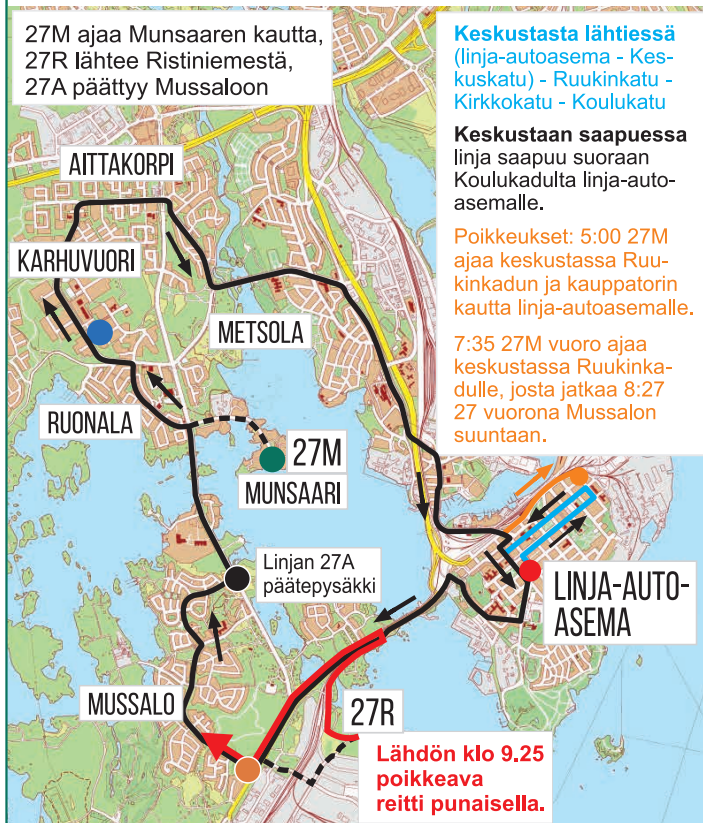 27M ajaa Munsaaren kautta,
27R lähtee Ristiniemestä,
27A päättyy Mussaloon
Keskustasta lähtiessä
(linja-autoasema - Kes-
kuskatu) - Ruukinkatu -
Kirkkokatu - Koulukatu
Keskustaan saapuessa
linja saapuu suoraan
Koulukadulta linja-auto-
asemalle.
Poikkeukset: 5:00 27M
ajaa keskustassa Ruu-
kinkadun ja kauppatorin
kautta linja-autoasemalle.
7:35 27M vuoro ajaa
keskustassa Ruukinka-
dulle, josta jatkaa 8:27
27 vuorona Mussalon
suuntaan.
AITTAKORPI
KARHUVUORI
METSOLA
RUONALA
27M
MUNSAARI
Linjan 27A
päätepysäkki
LINJA-AUTO-
ASEMA
MUSSALO
27R
Lähdön klo 9.25
poikkeava
reitti punaisella.